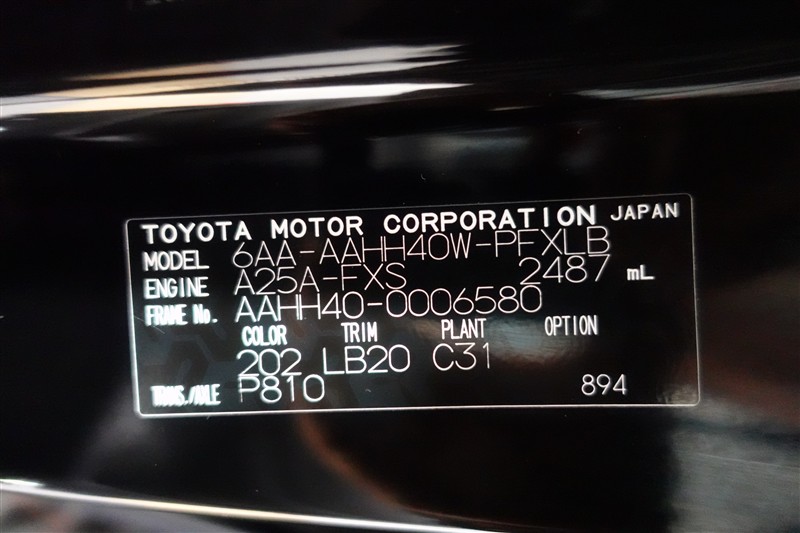 TOYOTA MOTOR CORPORATION JAPAN
MODEL 6AA-AAHH40W-PFXLB
ENGINE A25A-FXS 2487 mL
FRAME No. AAHH40-0006580
COLOR TRIM PLANT OPTION
202 LB20 C31
TRANS./AXLE P810 894